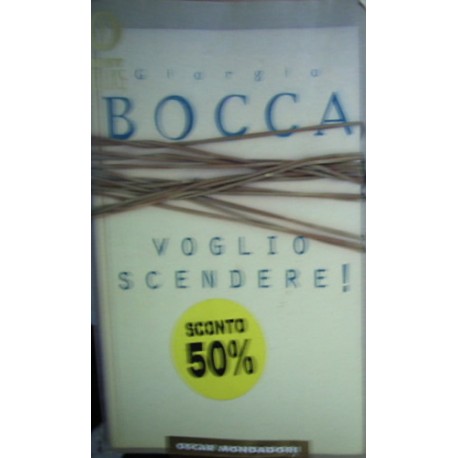 Giorgio
BOCCA
VOGLIO
SCENDERE!
SCONTO
50%
OSCAR MONDADORI